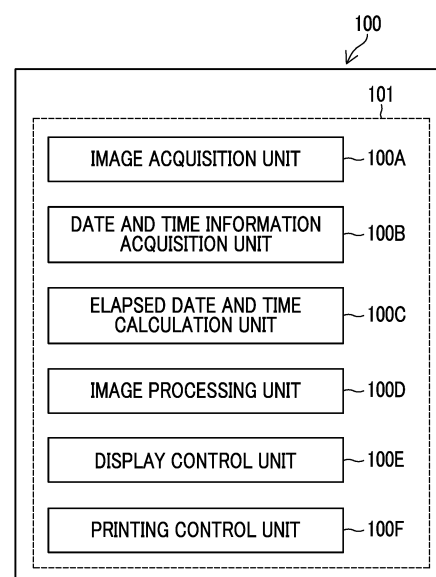 100
101
IMAGE ACQUISITION UNIT
100A
DATE AND TIME INFORMATION
ACQUISITION UNIT
100B
ELAPSED DATE AND TIME
CALCULATION UNIT
100C
IMAGE PROCESSING UNIT
100D
DISPLAY CONTROL UNIT
100E
PRINTING CONTROL UNIT
100F